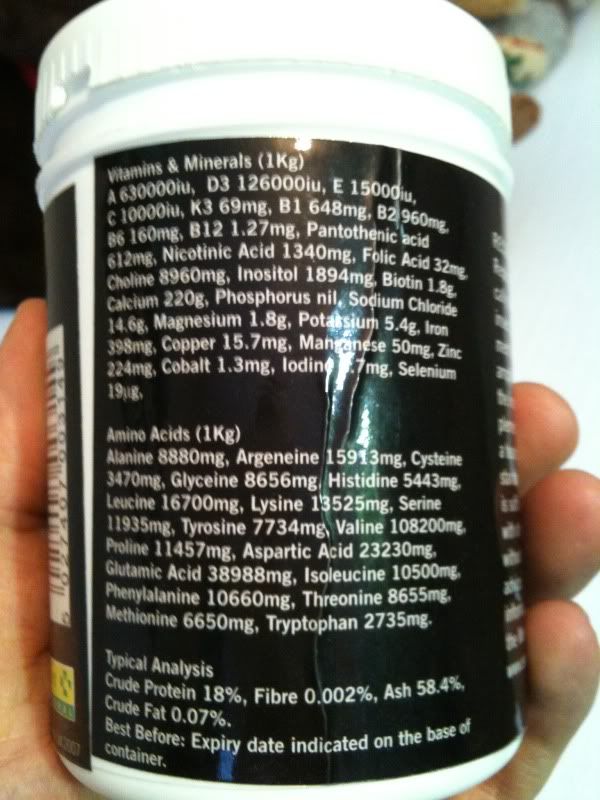 Vitamins & Minerals (1Kg)
A 630000iu, D3 126000iu, E 15000iu,
C 10000iu, K3 69mg, B1 648mg, B2 960mg,
B6 160mg, B12 1.27mg, Pantothenic acid
612mg, Nicotinic Acid 1340mg, Folic Acid 32mg,
Choline 8960mg, Inositol 1894mg, Biotin 1.8g,
Calcium 220g, Phosphorus nil, Sodium Chloride
14.6g, Magnesium 1.8g, Potassium 5.4g, Iron
398mg, Copper 15.7mg, Manganese 50mg, Zinc
224mg, Cobalt 1.3mg, Iodine Selenium
19µg,
Amino Acids (1Kg)
Alanine 8880mg, Argeneine 15913mg, Cysteine
3470mg, Glyceine 8656mg, Histidine 5443mg,
Leucine 16700mg, Lysine 13525mg, Serine
11935mg, Tyrosine 7734mg, Valine 108200mg,
Proline 11457mg, Aspartic Acid 23230mg,
Glutamic Acid 38988mg, Isoleucine 10500mg,
Phenylalanine 10660mg, Threonine 8655mg,
Methionine 6650mg, Tryptophan 2735mg.
Typical Analysis
Crude Protein 18%, Fibre 0.002%, Ash 58.4%,
Crude Fat 0.07%.
Best Before: Expiry date indicated on the base of
container.